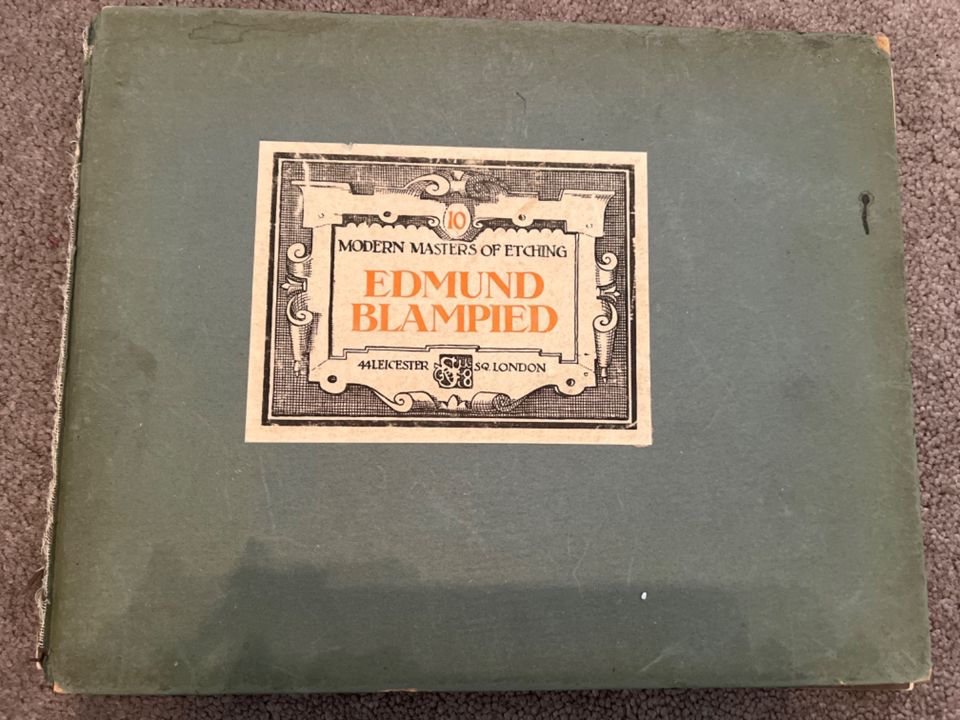 10
MODERN MASTERS OF ETCHING
EDMUND
BLAMPIED
44 LEICESTER SQ. LONDON